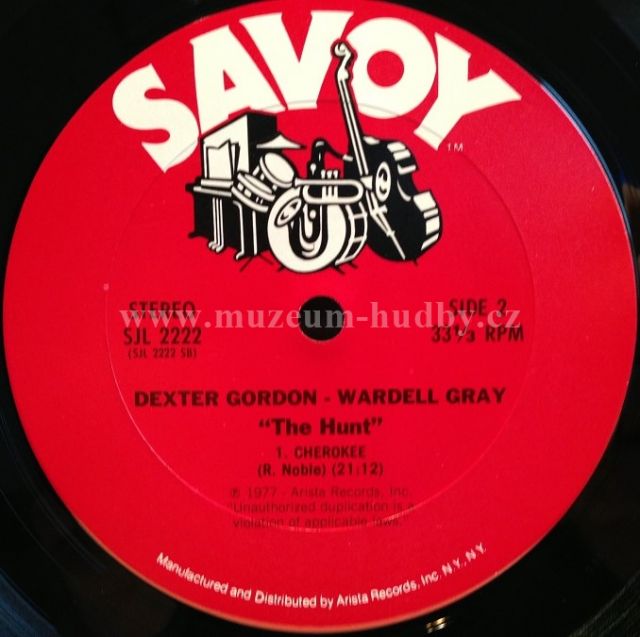 SAVOY
TM
STEREO
SJL 2222
(SJL 2222 SB)
SIDE 3
33⅓ RPM
www.muzeum-hudby.cz
DEXTER GORDON - WARDELL GRAY
"The Hunt"
1. CHEROKEE
(R. Noble) (21:12)
℗ 1977 - Arista Records, Inc.
"Unauthorized duplication is a
violation of applicable laws."
Manufactured and Distributed by Arista Records, Inc. N.Y., N.Y.